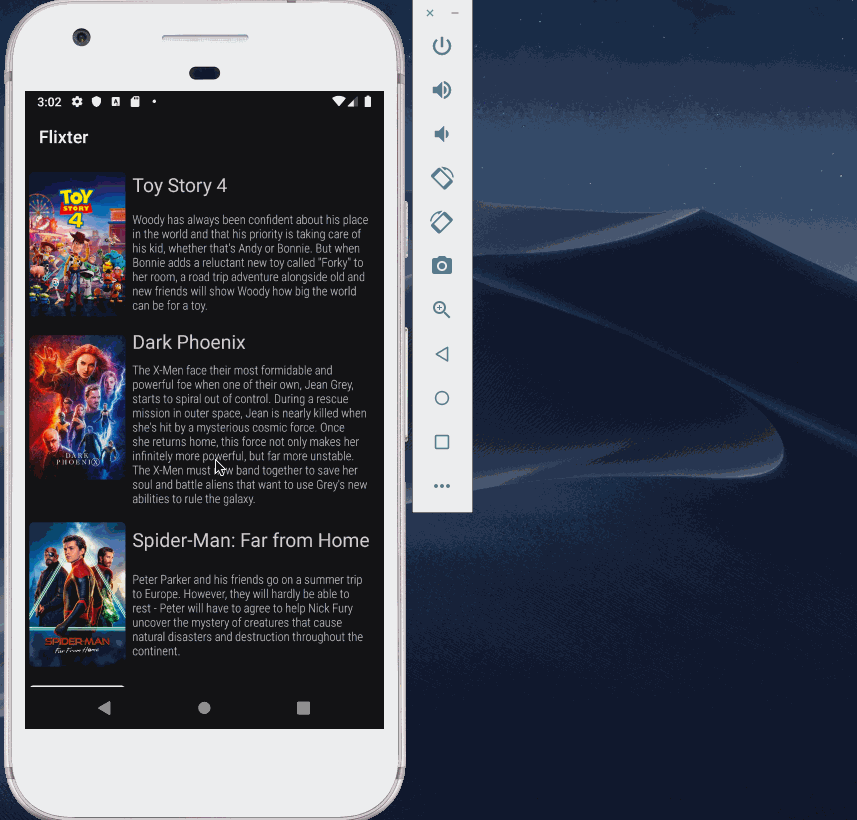 3:02
Flixter
TOY
STORY
4
Toy Story 4
Woody has always been confident about his place
in the world and that his priority is taking care of
his kid, whether that's Andy or Bonnie. But when
Bonnie adds a reluctant new toy called "Forky" to
her room, a road trip adventure alongside old and
new friends will show Woody how big the world
can be for a toy.
DARK
PHOENIX
Dark Phoenix
The X-Men face their most formidable and
powerful foe when one of their own, Jean Grey,
starts to spiral out of control. During a rescue
mission in outer space, Jean is nearly killed when
she's hit by a mysterious cosmic force. Once
she returns home, this force not only makes her
infinitely more powerful, but far more unstable.
The X-Men must now band together to save her
soul and battle aliens that want to use Grey's new
abilities to rule the galaxy.
SPIDER-MAN
Far From Home
Spider-Man: Far from Home
Peter Parker and his friends go on a summer trip
to Europe. However, they will hardly be able to
rest - Peter will have to agree to help Nick Fury
uncover the mystery of creatures that cause
natural disasters and destruction throughout the
continent.